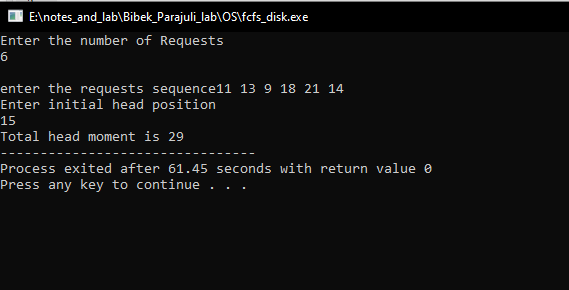 E:\notes_and_lab\Bibek_Parajuli_lab\OS\fcfs_disk.exe
Enter the number of Requests
6
enter the requests sequence11 13 9 18 21 14
Enter initial head position
15
Total head moment is 29
--------------------------------
Process exited after 61.45 seconds with return value 0
Press any key to continue . . .